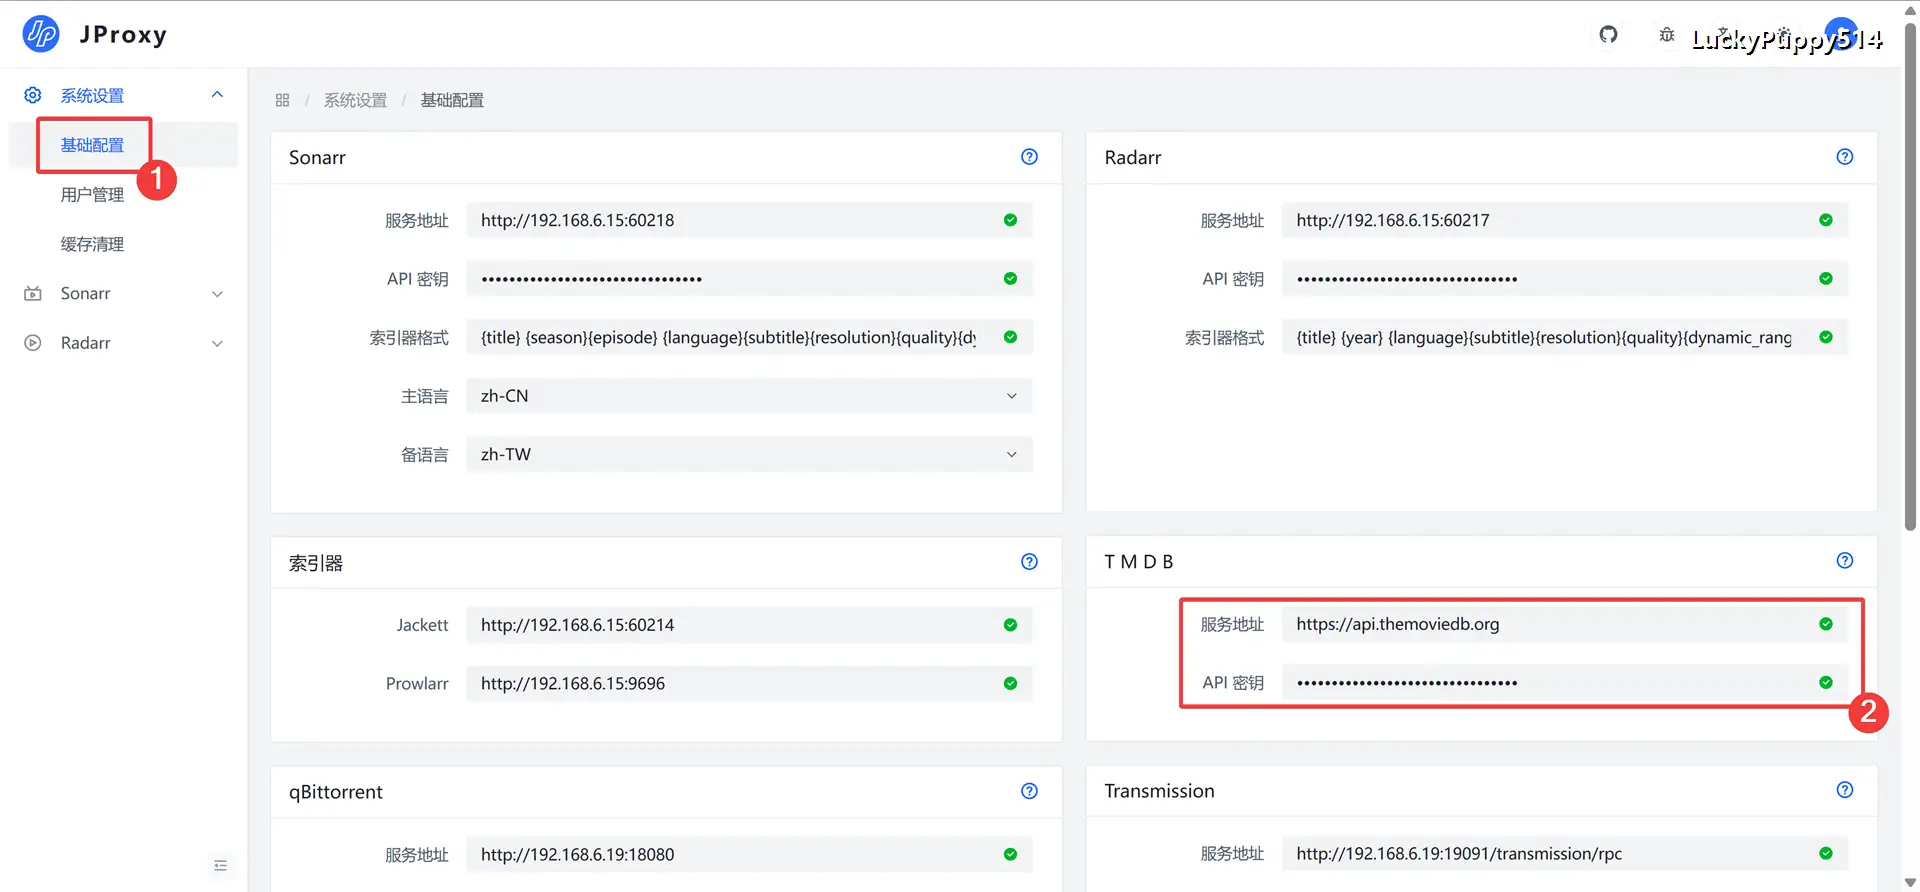 JProxy
LuckyPuppy514
系统设置
基础配置
1
用户管理
缓存清理
Sonarr
Radarr
/ 系统设置 / 基础配置
Sonarr
服务地址 http://192.168.6.15:60218
API 密钥 ••••••••••••••••••••••••••••••••
索引器格式 {title} {season}{episode} {language}{subtitle}{resolution}{quality}{dy
主语言 zh-CN
备语言 zh-TW
Radarr
服务地址 http://192.168.6.15:60217
API 密钥 ••••••••••••••••••••••••••••••••
索引器格式 {title} {year} {language}{subtitle}{resolution}{quality}{dynamic_rang
索引器
Jackett http://192.168.6.15:60214
Prowlarr http://192.168.6.15:9696
T M D B
服务地址 https://api.themoviedb.org
API 密钥 ••••••••••••••••••••••••••••••••
2
qBittorrent
服务地址 http://192.168.6.19:18080
Transmission
服务地址 http://192.168.6.19:19091/transmission/rpc